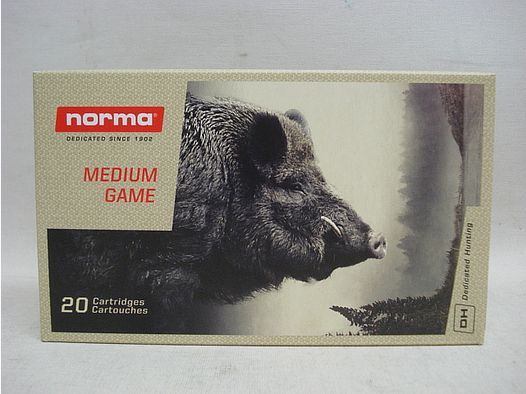 norma®
DEDICATED SINCE 1902
MEDIUM
GAME
20 Cartridges
Cartouches
DH Dedicated Hunting